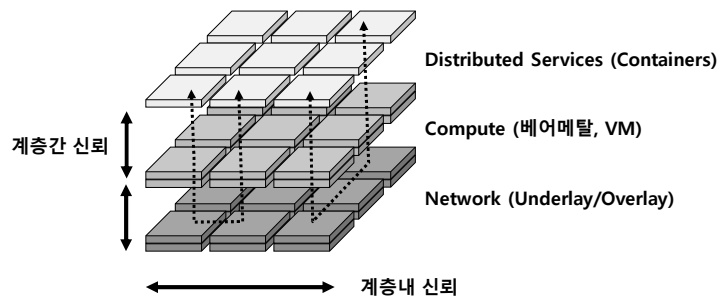 Distributed Services (Containers)
계층간 신뢰
Compute (베어메탈, VM)
Network (Underlay/Overlay)
계층내 신뢰